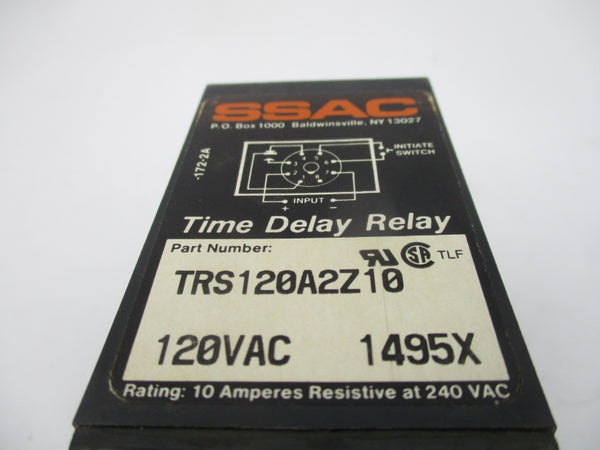 SSAC
P.O. Box 1000 Baldwinsville, NY 13027
-172-2A
INITIATE
SWITCH
INPUT
+ −
Time Delay Relay
Part Number:
TLF
TRS120A2Z10
120VAC 1495X
Rating: 10 Amperes Resistive at 240 VAC